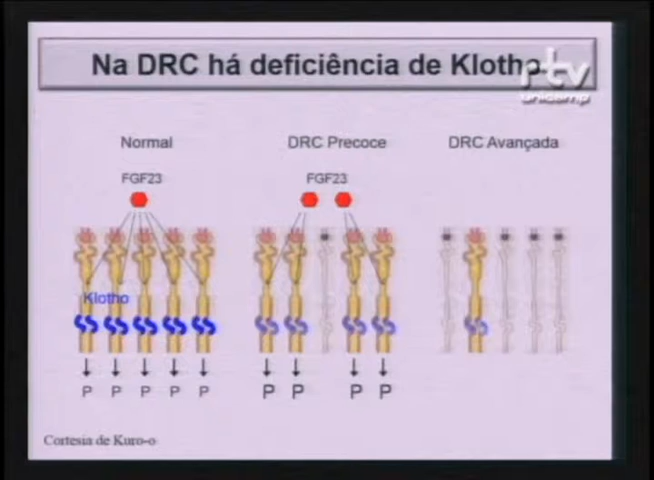 Na DRC há deficiência de Klotho
rtv
unicamp
Normal
DRC Precoce
DRC Avançada
FGF23
FGF23
Klotho
P P P P P
P P P P
Cortesia de Kuro-o